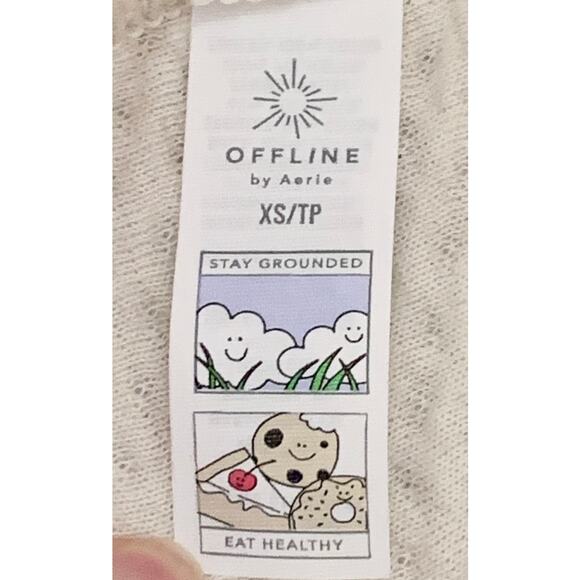 OFFLINE
by Aerie
XS/TP
STAY GROUNDED
EAT HEALTHY